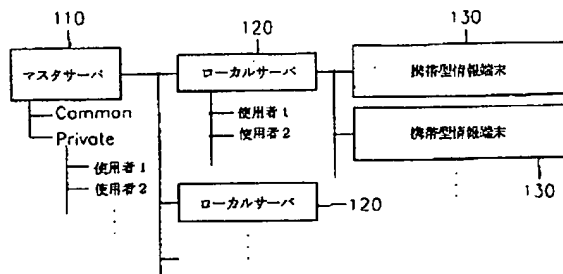 110
マスタサーバ
Common
Private
使用者1
使用者2
120
ローカルサーバ
使用者1
使用者2
ローカルサーバ
120
130
携帯型情報端末
携帯型情報端末
130